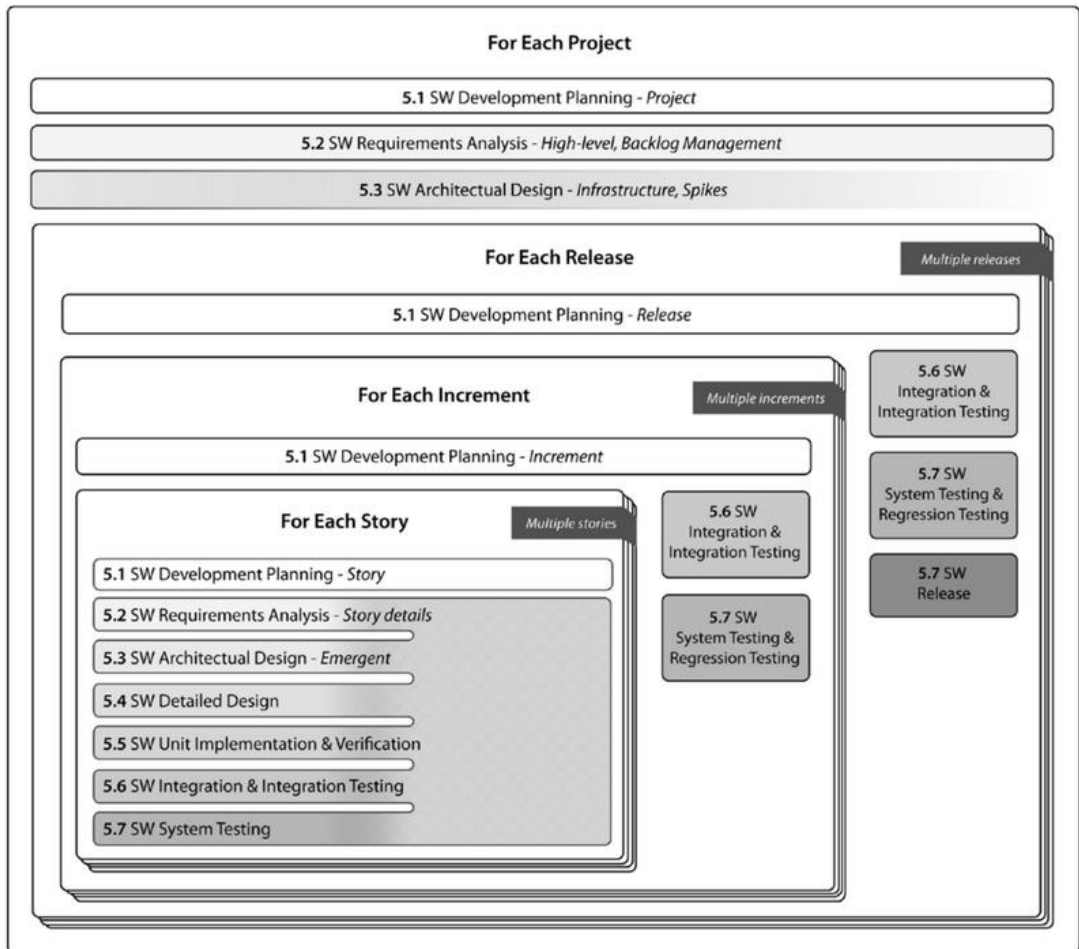 For Each Project
5.1 SW Development Planning - Project
5.2 SW Requirements Analysis - High-level, Backlog Management
5.3 SW Architectual Design - Infrastructure, Spikes
For Each Release
Multiple releases
5.1 SW Development Planning - Release
For Each Increment
Multiple increments
5.1 SW Development Planning - Increment
For Each Story
Multiple stories
5.1 SW Development Planning - Story
5.2 SW Requirements Analysis - Story details
5.3 SW Architectual Design - Emergent
5.4 SW Detailed Design
5.5 SW Unit Implementation & Verification
5.6 SW Integration & Integration Testing
5.7 SW System Testing
5.6 SW
Integration &
Integration Testing
5.7 SW
System Testing &
Regression Testing
5.6 SW
Integration &
Integration Testing
5.7 SW
System Testing &
Regression Testing
5.7 SW
Release